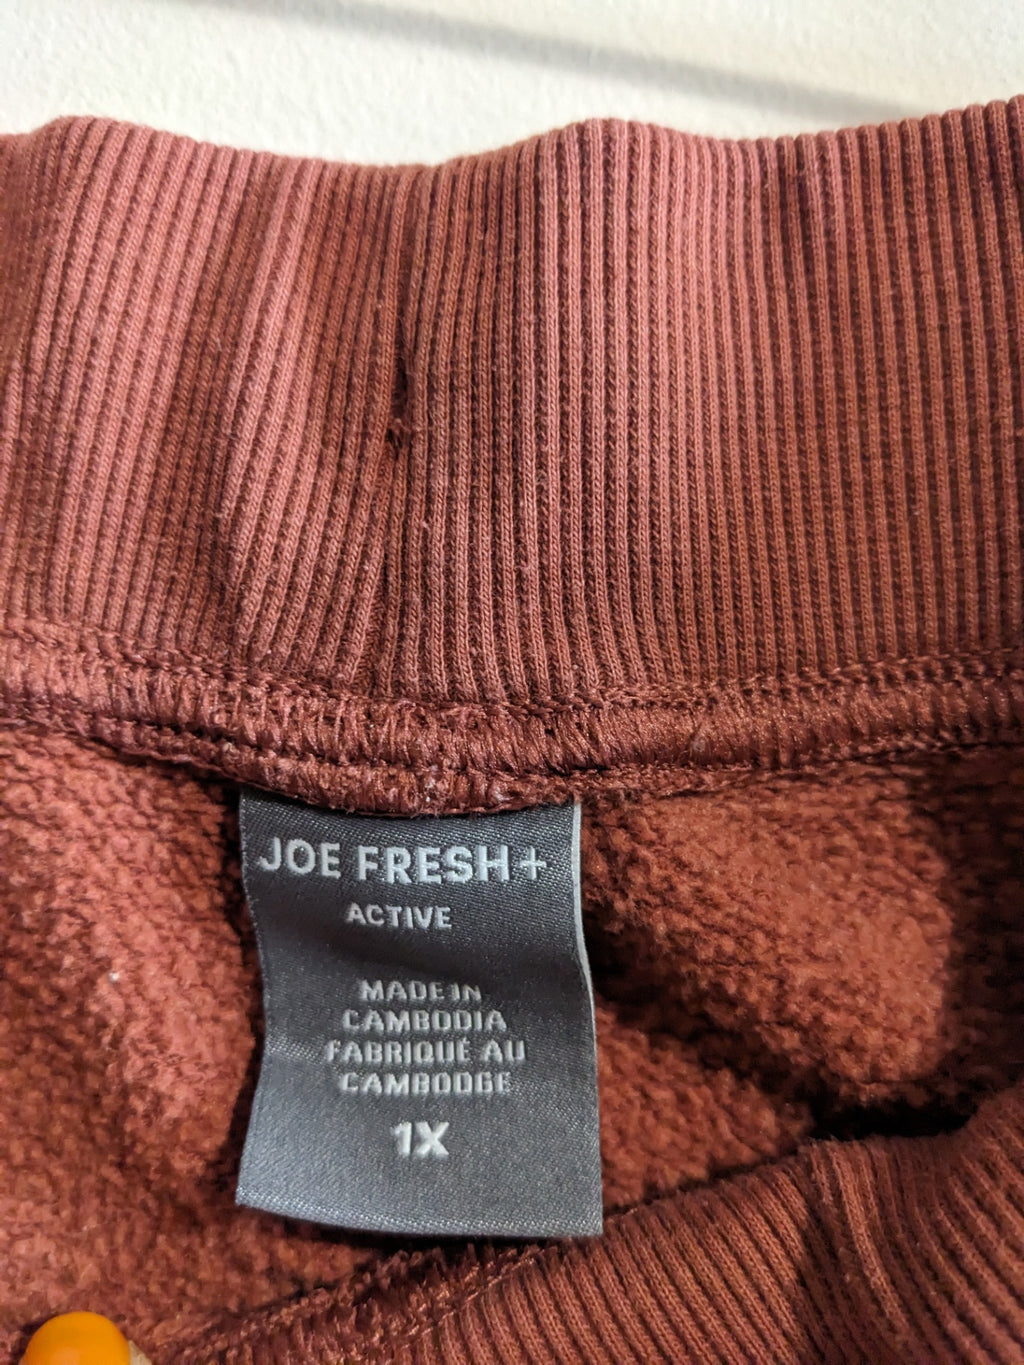 JOE FRESH+
ACTIVE
MADE IN
CAMBODIA
FABRIQUÉ AU
CAMBODGE
1X